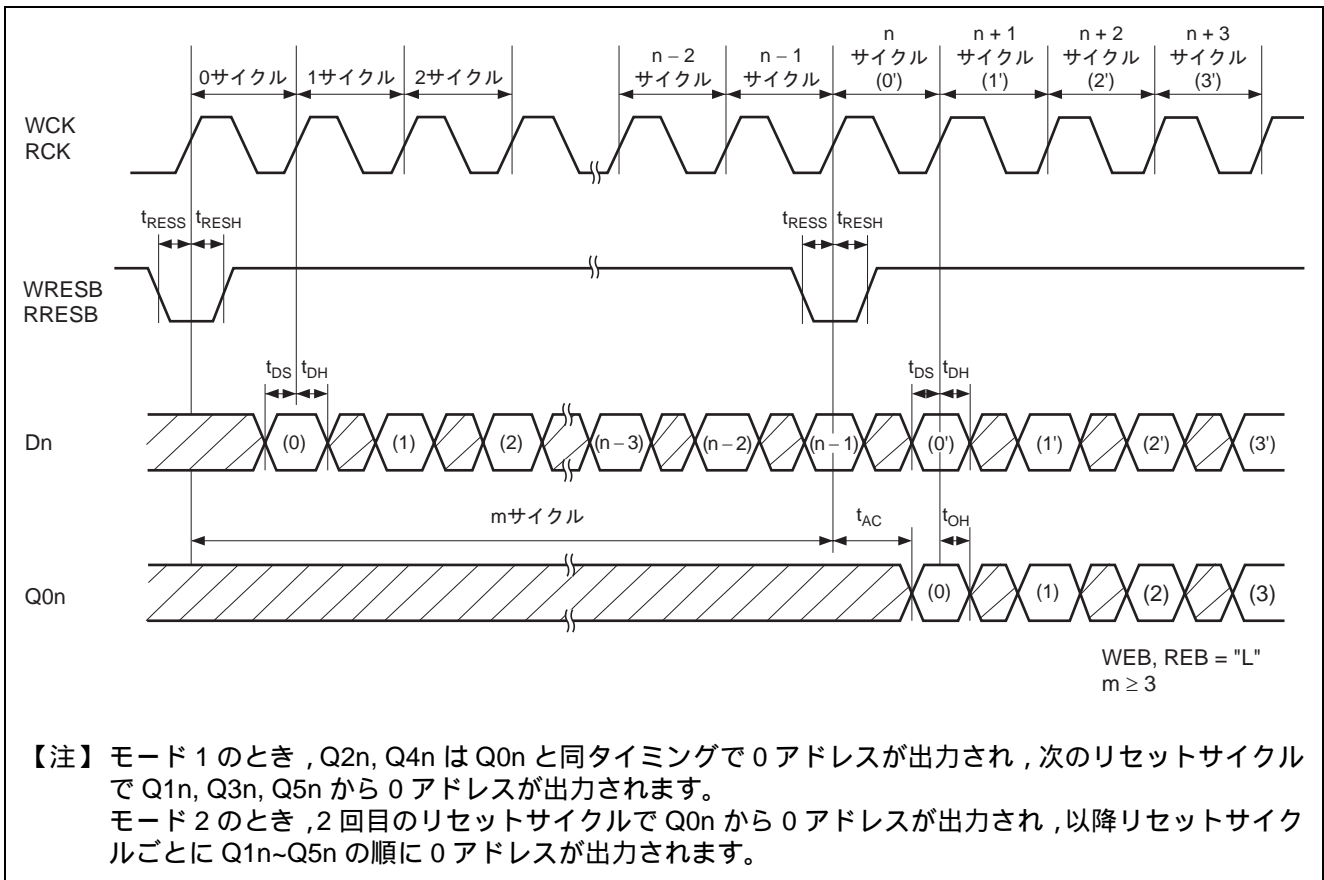 n
n + 1
n + 2
n + 3
n − 2
n − 1
サイクル
サイクル
サイクル
サイクル
0サイクル
1サイクル
2サイクル
サイクル
サイクル
(0')
(1')
(2')
(3')
WCK
RCK
tRESS
tRESH
tRESS
tRESH
WRESB
RRESB
tDS
tDH
tDS
tDH
Dn
(0)
(1)
(2)
(n – 3)
(n – 2)
(n – 1)
(0')
(1')
(2')
(3')
mサイクル
tAC
tOH
Q0n
(0)
(1)
(2)
(3)
WEB, REB = "L"
m ≥ 3
【注】 モード 1 のとき , Q2n, Q4n は Q0n と同タイミングで 0 アドレスが出力され , 次のリセットサイクル
で Q1n, Q3n, Q5n から 0 アドレスが出力されます。
モード 2 のとき , 2 回目のリセットサイクルで Q0n から 0 アドレスが出力され , 以降リセットサイク
ルごとに Q1n~Q5n の順に 0 アドレスが出力されます。